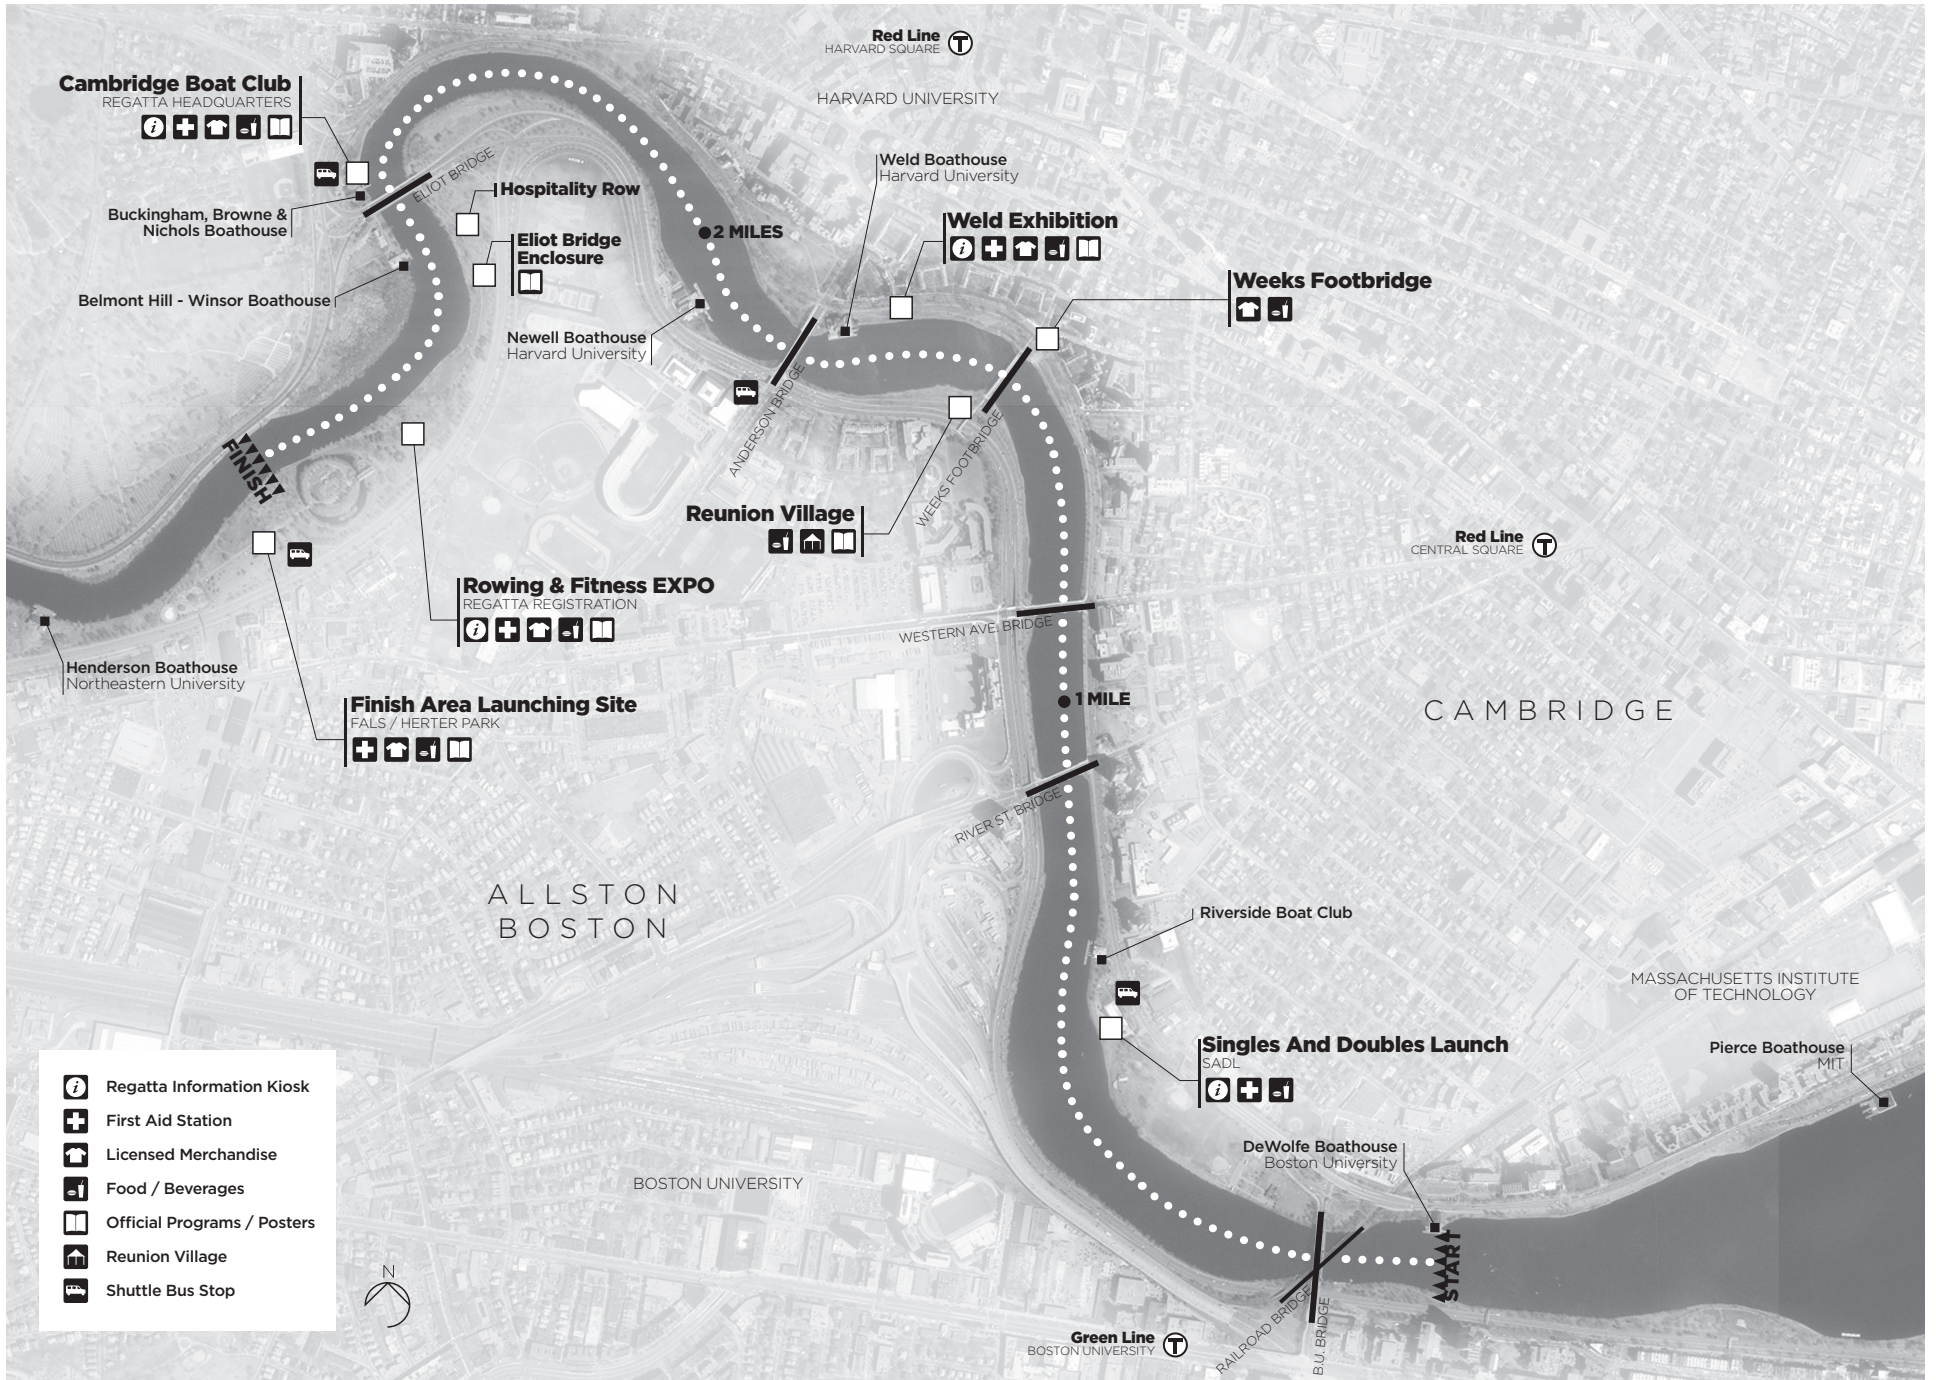 Red Line
HARVARD SQUARE
T
HARVARD UNIVERSITY
Cambridge Boat Club
REGATTA HEADQUARTERS
i
ELIOT BRIDGE
Buckingham, Browne &
Nichols Boathouse
Hospitality Row
Eliot Bridge
Enclosure
Belmont Hill - Winsor Boathouse
2 MILES
Newell Boathouse
Harvard University
Weld Boathouse
Harvard University
Weld Exhibition
i
Weeks Footbridge
ANDERSON BRIDGE
WEEKS FOOTBRIDGE
FINISH
Reunion Village
Red Line
CENTRAL SQUARE
T
Rowing & Fitness EXPO
REGATTA REGISTRATION
i
WESTERN AVE. BRIDGE
Henderson Boathouse
Northeastern University
Finish Area Launching Site
FALS / HERTER PARK
1 MILE
CAMBRIDGE
RIVER ST. BRIDGE
ALLSTON
BOSTON
Riverside Boat Club
MASSACHUSETTS INSTITUTE
OF TECHNOLOGY
Singles And Doubles Launch
SADL
i
Pierce Boathouse
MIT
DeWolfe Boathouse
Boston University
BOSTON UNIVERSITY
START
RAILROAD BRIDGE
B.U. BRIDGE
Green Line
BOSTON UNIVERSITY
T
i
Regatta Information Kiosk
First Aid Station
Licensed Merchandise
Food / Beverages
Official Programs / Posters
Reunion Village
Shuttle Bus Stop
N